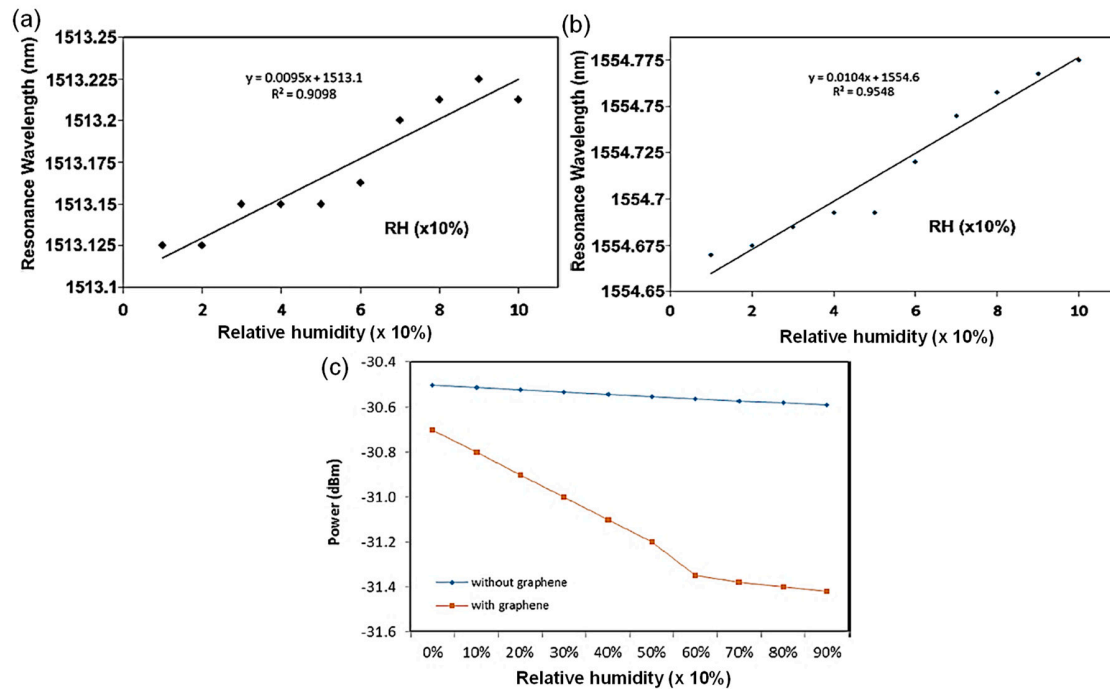 (a)
1513.25
1513.225
1513.2
1513.175
1513.15
1513.125
1513.1
Resonance Wavelength (nm)
y = 0.0095x + 1513.1
R² = 0.9098
RH (x10%)
0 2 4 6 8 10
Relative humidity (x 10%)
(b)
1554.775
1554.75
1554.725
1554.7
1554.675
1554.65
Resonance Wavelength (nm)
y = 0.0104x + 1554.6
R² = 0.9548
RH (x10%)
0 2 4 6 8 10
Relative humidity (x 10%)
(c)
-30.4
-30.6
-30.8
-31.0
-31.2
-31.4
-31.6
Power (dBm)
without graphene
with graphene
0% 10% 20% 30% 40% 50% 60% 70% 80% 90%
Relative humidity (x 10%)